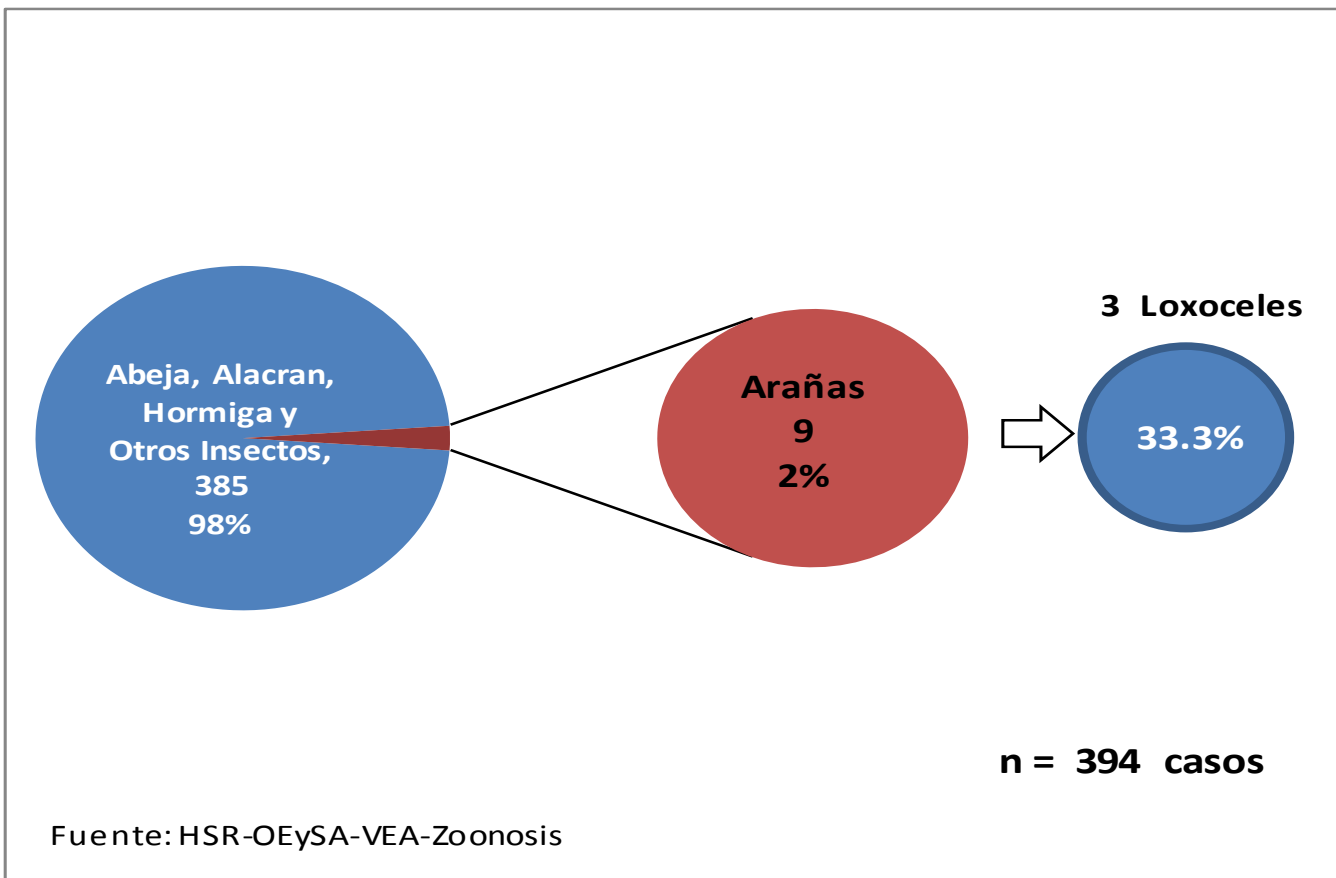 Abeja, Alacran,
Hormiga y
Otros Insectos,
385
98%
Arañas
9
2%
3 Loxoceles
33.3%
n = 394 casos
Fuente: HSR-OEySA-VEA-Zoonosis